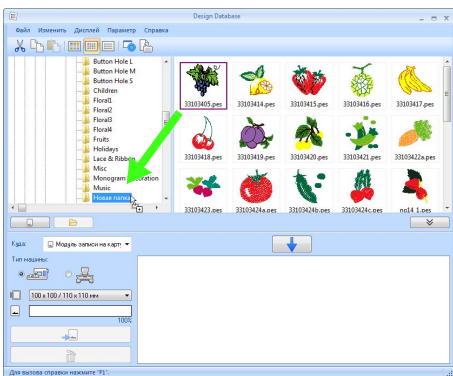 Design Database
Файл Изменить Дисплей Параметр Справка
Button Hole L
Button Hole M
Button Hole S
Children
Floral1
Floral2
Floral3
Floral4
Fruits
Holidays
Lace & Ribbon
Misc
Monogram
Music
Новая папка
33103405.pes 33103414.pes 33103415.pes 33103416.pes 33103417.pes
33103418.pes 33103419.pes 33103420.pes 33103421.pes 33103422a.pes
33103423.pes 33103424a.pes 33103424b.pes 33103424c.pes no14_1.pes
Куда: Модуль записи на карту
Тип машины:
100 x 100 / 110 x 110 мм
100%
Для вызова справки нажмите "F1".